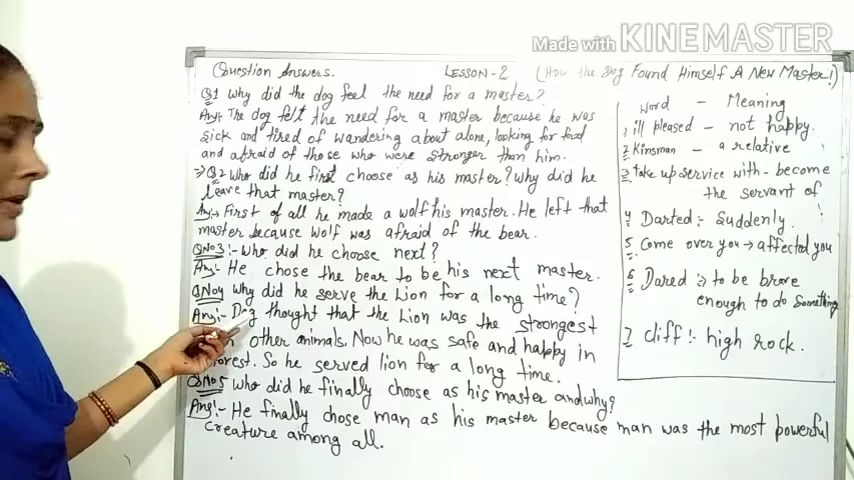 Made with KINEMASTER
Question Answers. LESSON-2 (How the Dog Found Himself A New Master!)
Q1 Why did the dog feel the need for a master?
Ans:- The dog felt the need for a master because he was
sick and tired of wandering about alone, looking for food
and afraid of those who were stronger than him.
→ Q2 Who did he first choose as his master? Why did he
leave that master?
Ans:→ First of all he made a wolf his master. He left that
master because wolf was afraid of the bear.
QNo3:- Who did he choose next?
Ans:- He chose the bear to be his next master.
QNo4 Why did he serve the Lion for a long time?
Ans:- Dog thought that the Lion was the strongest
other animals. Now he was safe and happy in
So he served lion for a long time.
QNo5 Who did he finally choose as his master and why?
Ans:- He finally chose man as his master because man was the most powerful
creature among all.
Word - Meaning
1 ill pleased - not happy.
2 Kinsman - a relative
3. take up service with - become
the servant of
4 Darted:- Suddenly.
5 Come over you → affected you
6 Dared :→ to be brave
enough to do something
7 Cliff :- high rock.